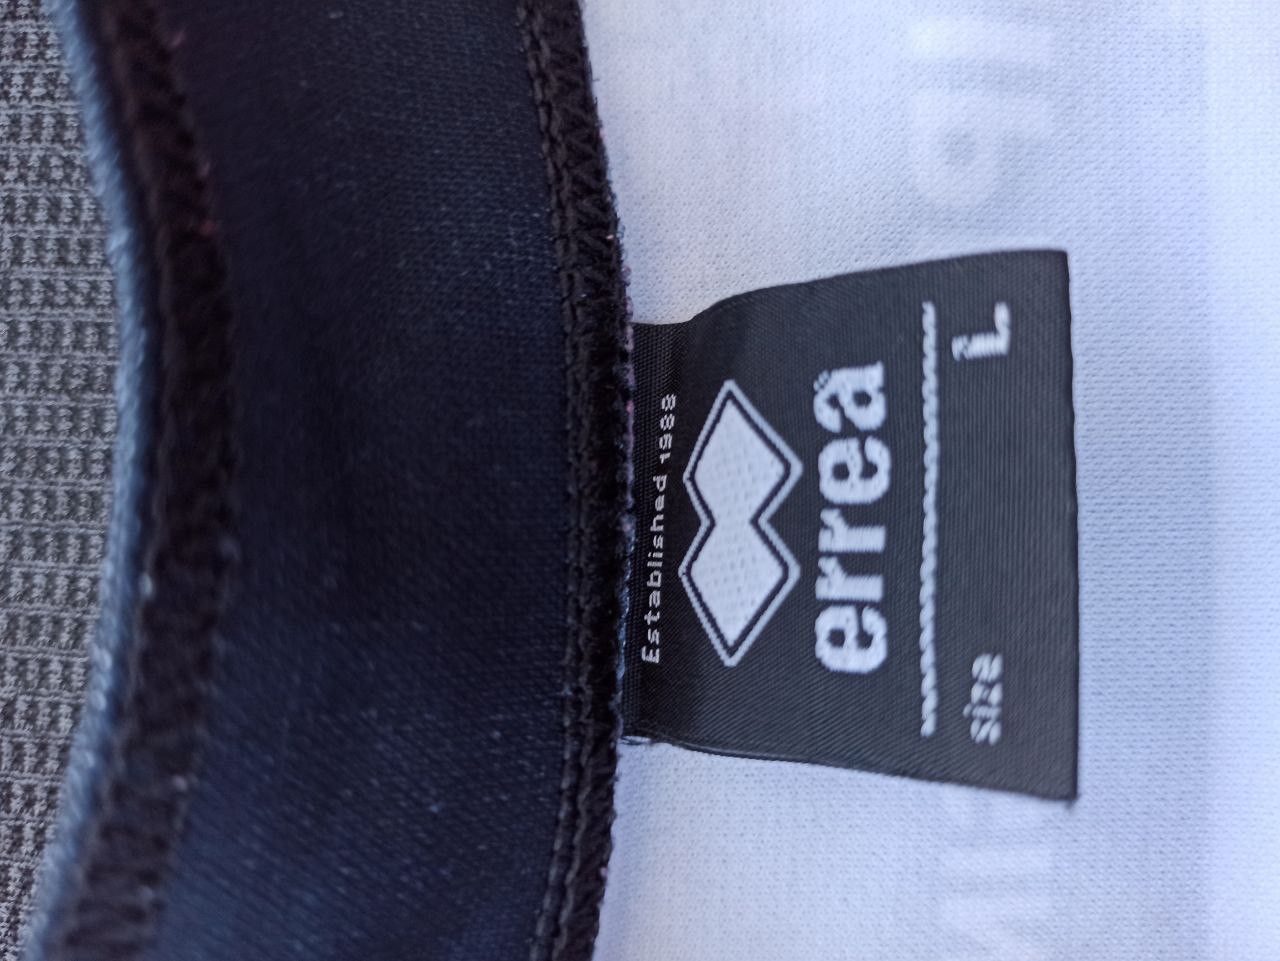 Established 1988
errea
size L